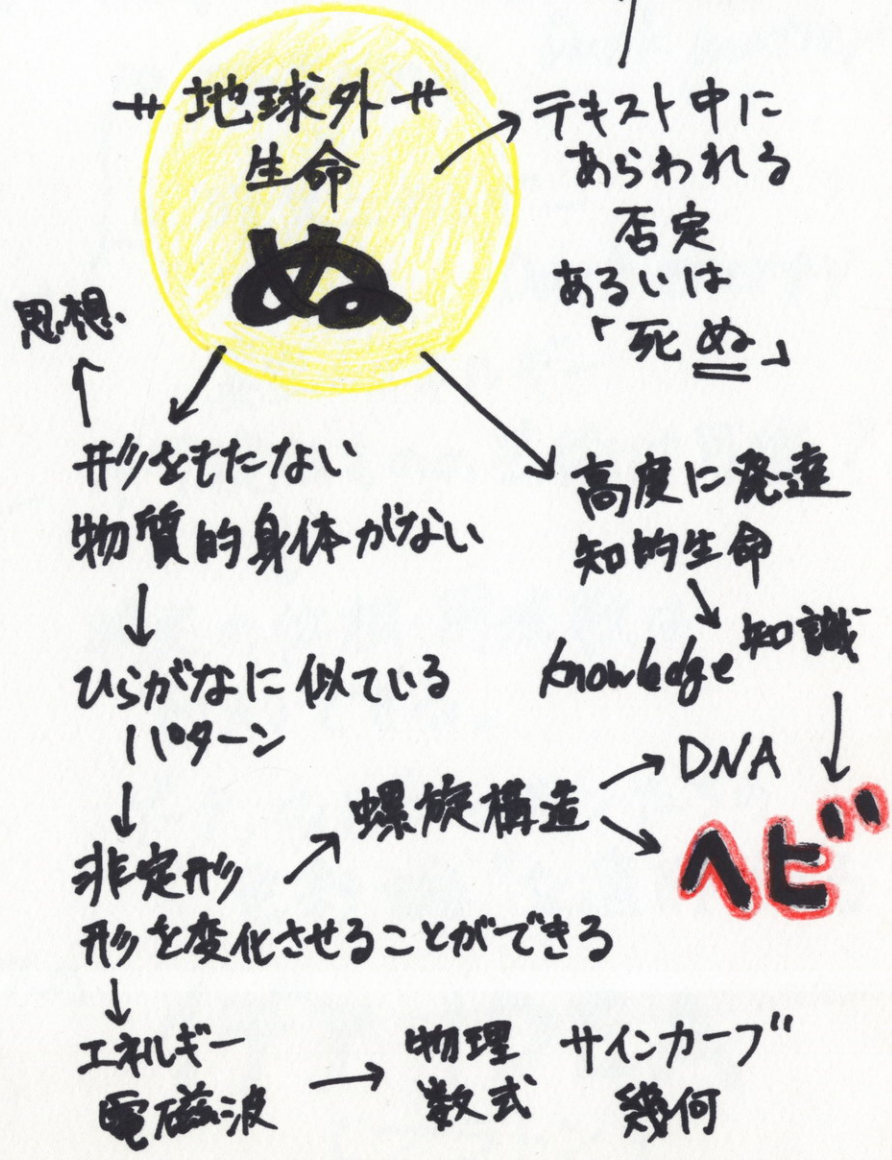 地球外
生命
ぬ
テキスト中に
あらわれる
否定
あるいは
「死ぬ」
思想
形をもたない
物質的身体がない
高度に発達
知的生命
knowledge 知識
ひらがなに似ている
パターン
螺旋構造
DNA
ヘビ
非定形
形を変化させることができる
エネルギー
電磁波
物理
数式
サインカーブ
幾何